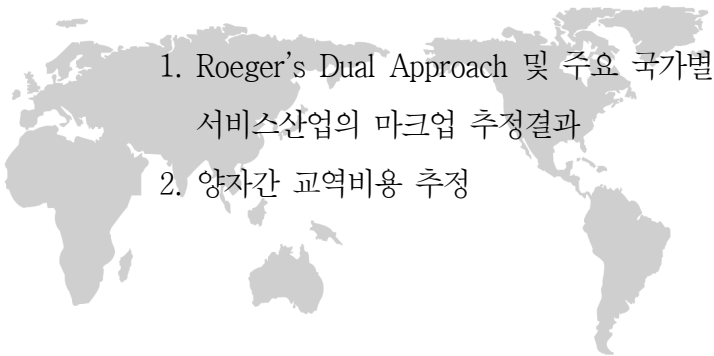 1. Roeger's Dual Approach 및 주요 국가별
서비스산업의 마크업 추정결과
2. 양자간 교역비용 추정